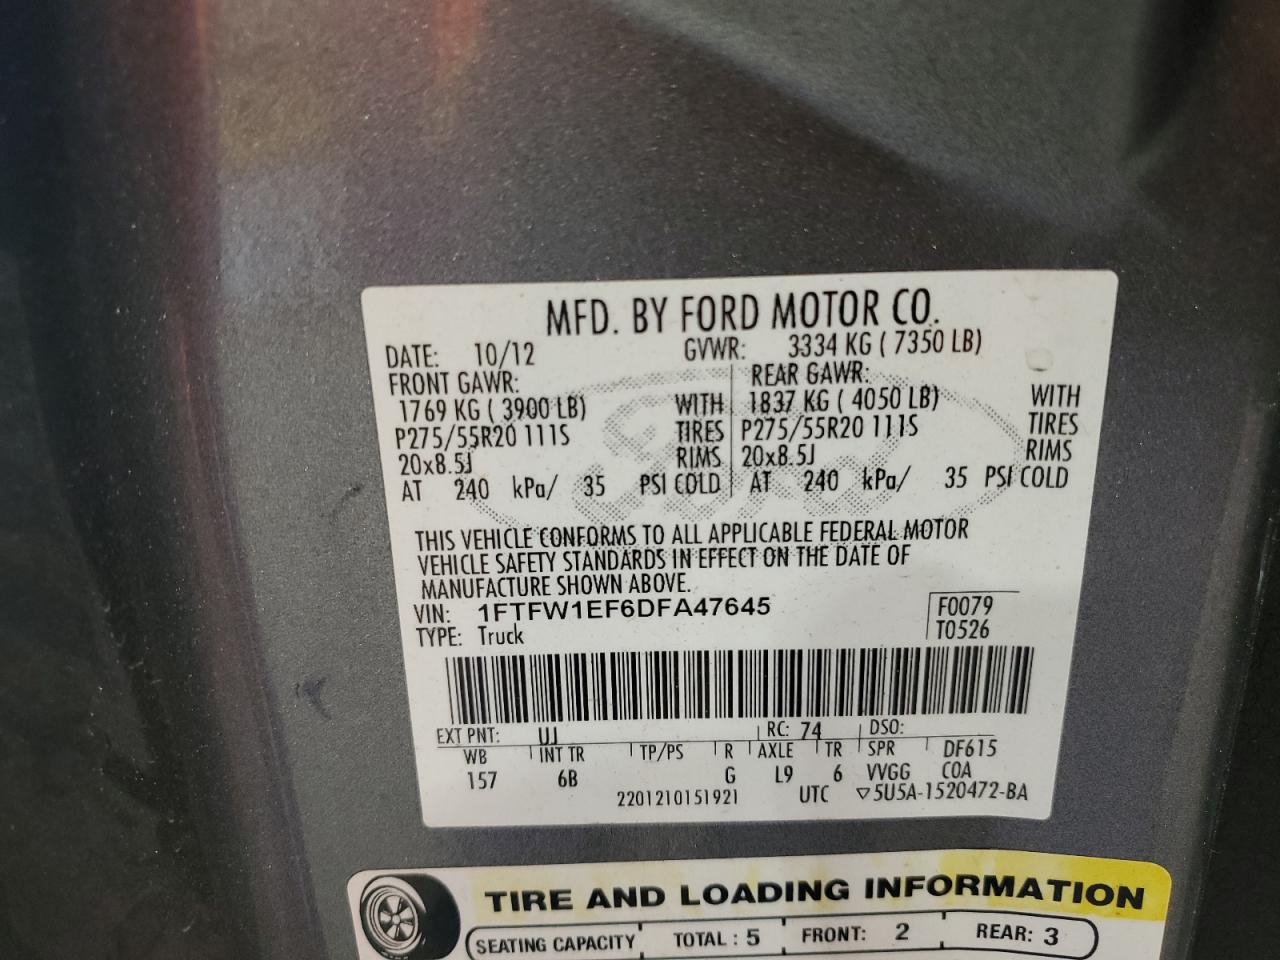 MFD. BY FORD MOTOR CO.
DATE: 10/12 GVWR: 3334 KG ( 7350 LB)
FRONT GAWR: REAR GAWR:
1769 KG ( 3900 LB) WITH 1837 KG ( 4050 LB) WITH
P275/55R20 111S TIRES P275/55R20 111S TIRES
20x8.5J RIMS 20x8.5J RIMS
AT 240 kPa/ 35 PSI COLD AT 240 kPa/ 35 PSI COLD
THIS VEHICLE CONFORMS TO ALL APPLICABLE FEDERAL MOTOR
VEHICLE SAFETY STANDARDS IN EFFECT ON THE DATE OF
MANUFACTURE SHOWN ABOVE.
VIN: 1FTFW1EF6DFA47645 F0079
TYPE: Truck T0526
EXT PNT: UJ RC: 74 DSO:
WB INT TR TP/PS R AXLE TR SPR DF615
157 6B G L9 6 VVGG COA
2201210151921 UTC ▽5U5A-1520472-BA
TIRE AND LOADING INFORMATION
SEATING CAPACITY TOTAL : 5 FRONT: 2 REAR: 3